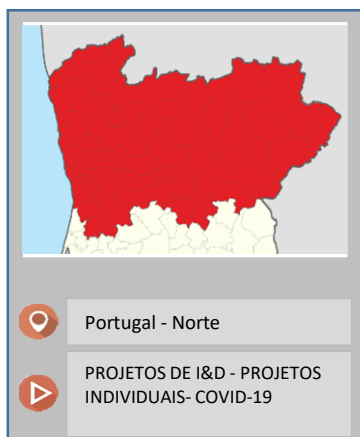 Portugal - Norte
PROJETOS DE I&D - PROJETOS
INDIVIDUAIS- COVID-19